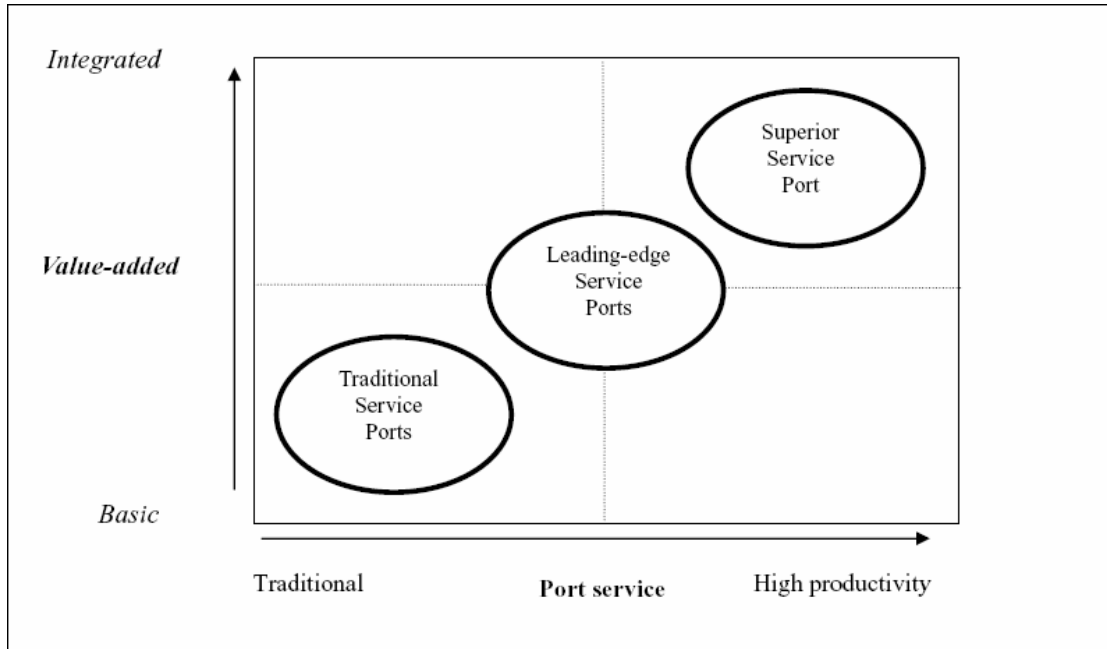 Integrated
Superior
Service
Port
Value-added
Leading-edge
Service
Ports
Traditional
Service
Ports
Basic
Traditional
Port service
High productivity